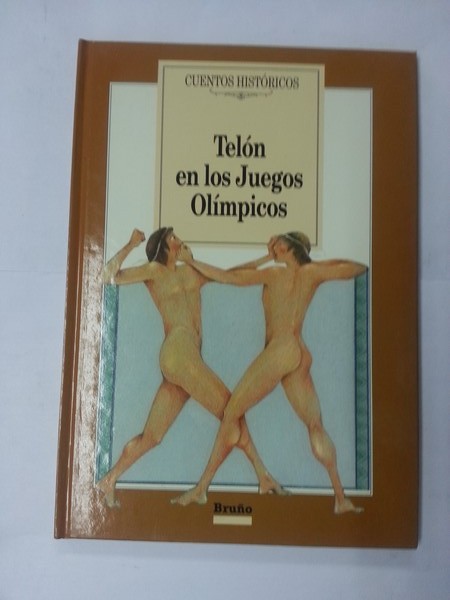 CUENTOS HISTÓRICOS
Telón
en los Juegos
Olímpicos
Bruño